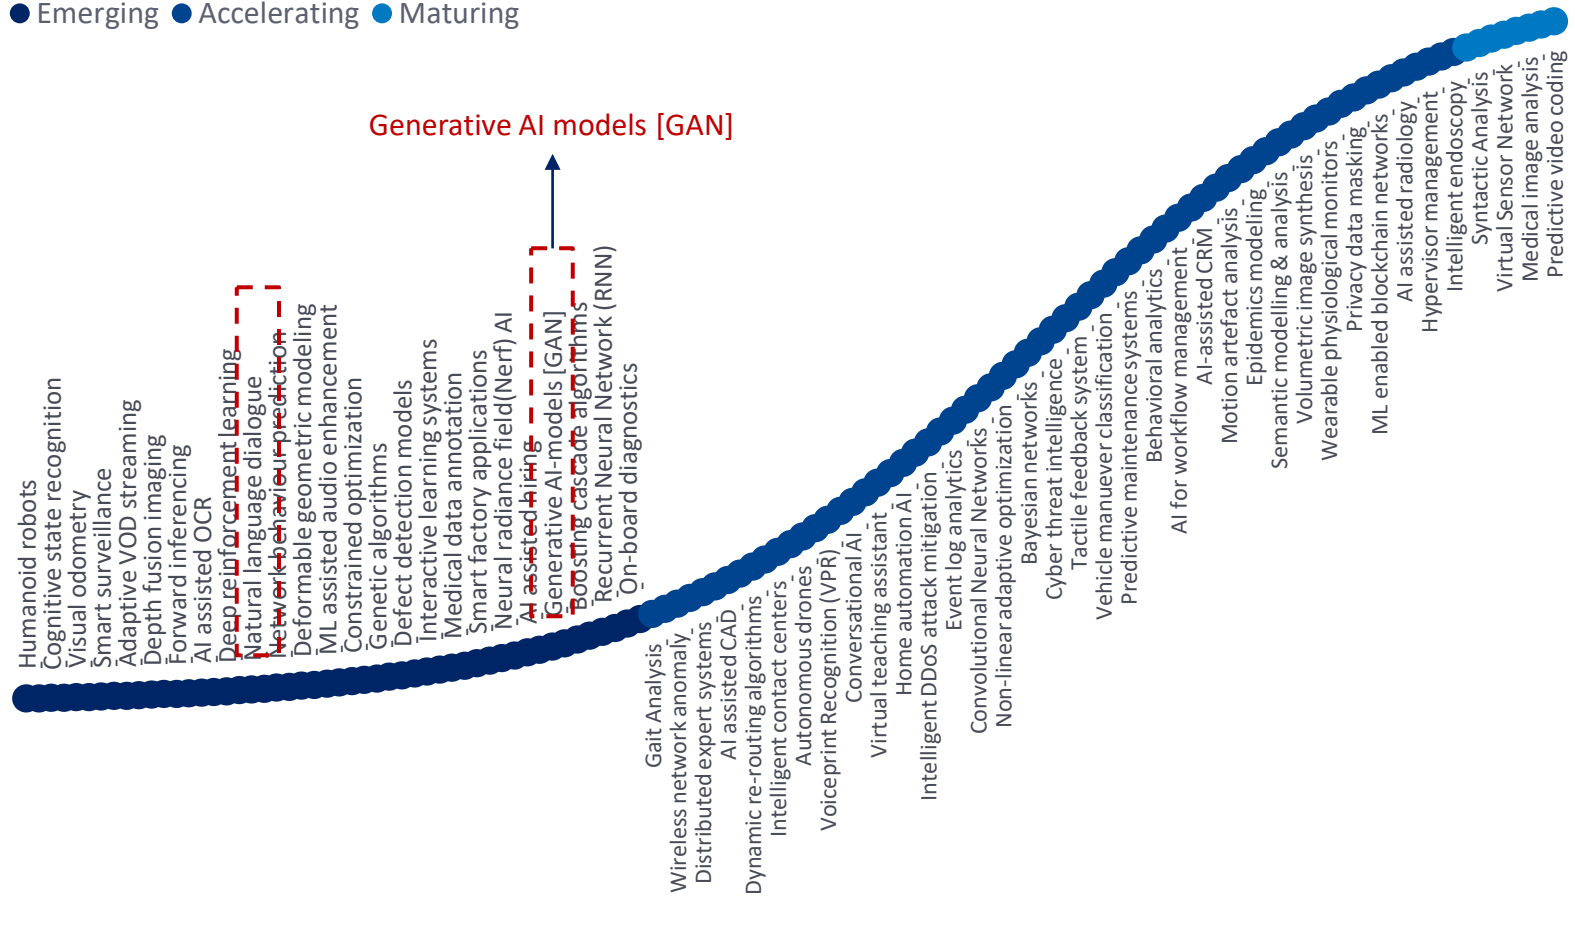 Emerging Accelerating Maturing
Generative AI models [GAN]
Humanoid robots
Cognitive state recognition
Visual odometry
Smart surveillance
Adaptive VOD streaming
Depth fusion imaging
Forward inferencing
AI assisted OCR
Deep reinforcement learning
Natural language dialogue
Network behaviour prediction
Deformable geometric modeling
ML assisted audio enhancement
Constrained optimization
Genetic algorithms
Defect detection models
Interactive learning systems
Medical data annotation
Smart factory applications
Neural radiance field(Nerf) AI
AI assisted hiring
Generative AI-models [GAN]
Boosting cascade algorithms
Recurrent Neural Network (RNN)
On-board diagnostics
Gait Analysis
Wireless network anomaly
Distributed expert systems
AI assisted CAD
Dynamic re-routing algorithms
Intelligent contact centers
Autonomous drones
Voiceprint Recognition (VPR)
Conversational AI
Virtual teaching assistant
Home automation AI
Intelligent DDoS attack mitigation
Event log analytics
Convolutional Neural Networks
Non-linear adaptive optimization
Bayesian networks
Cyber threat intelligence
Tactile feedback system
Vehicle manuever classification
Predictive maintenance systems
Behavioral analytics
AI for workflow management
AI-assisted CRM
Motion artefact analysis
Epidemics modeling
Semantic modelling & analysis
Volumetric image synthesis
Wearable physiological monitors
Privacy data masking
ML enabled blockchain networks
AI assisted radiology
Hypervisor management
Intelligent endoscopy
Syntactic Analysis
Virtual Sensor Network
Medical image analysis
Predictive video coding